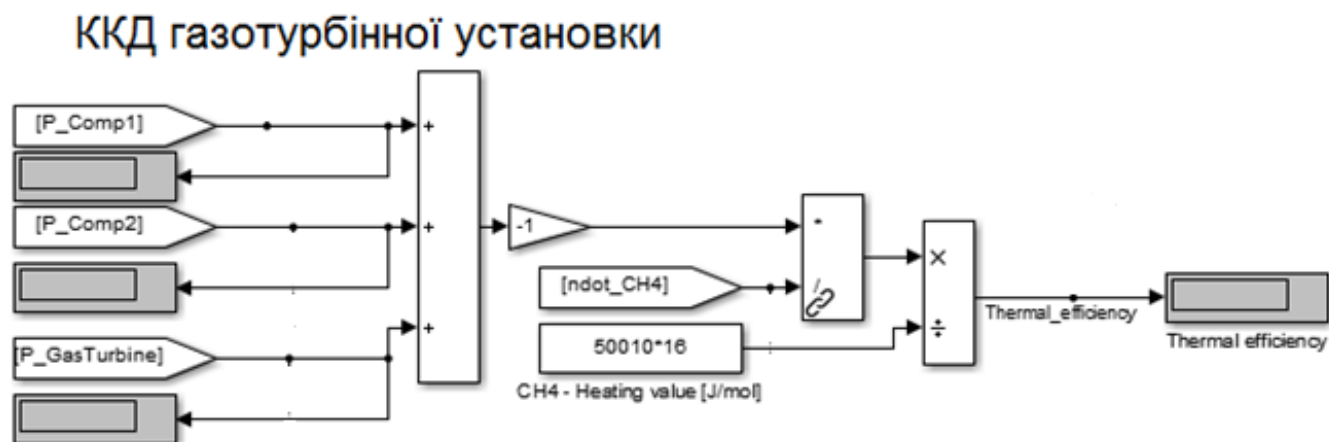 ККД газотурбінної установки
[P_Comp1]
+
[P_Comp2]
+
-1
*
[ndot_CH4]
/
×
[P_GasTurbine]
+
50010*16
÷
Thermal_efficiency
Thermal efficiency
CH4 - Heating value [J/mol]